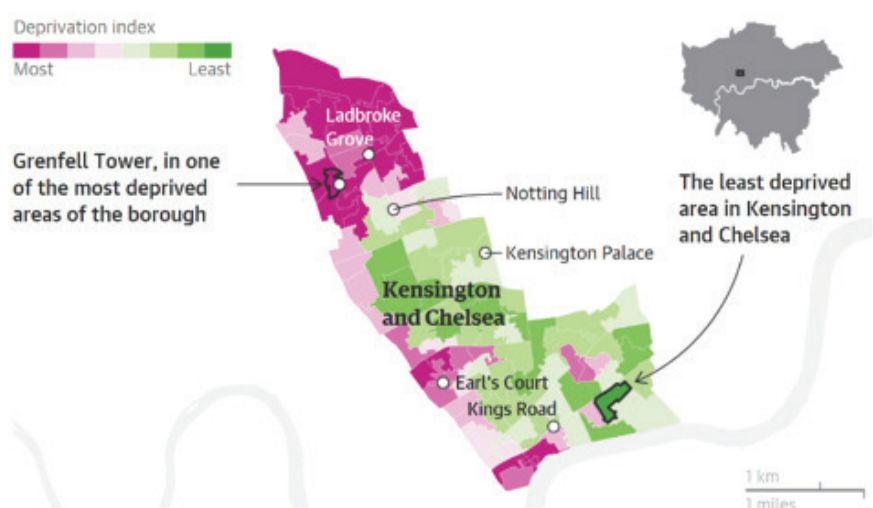 Deprivation index
Most
Least
Ladbroke
Grove
Grenfell Tower, in one
of the most deprived
areas of the borough
Notting Hill
Kensington Palace
The least deprived
area in Kensington
and Chelsea
Kensington
and Chelsea
Earl's Court
Kings Road
1 km
1 miles